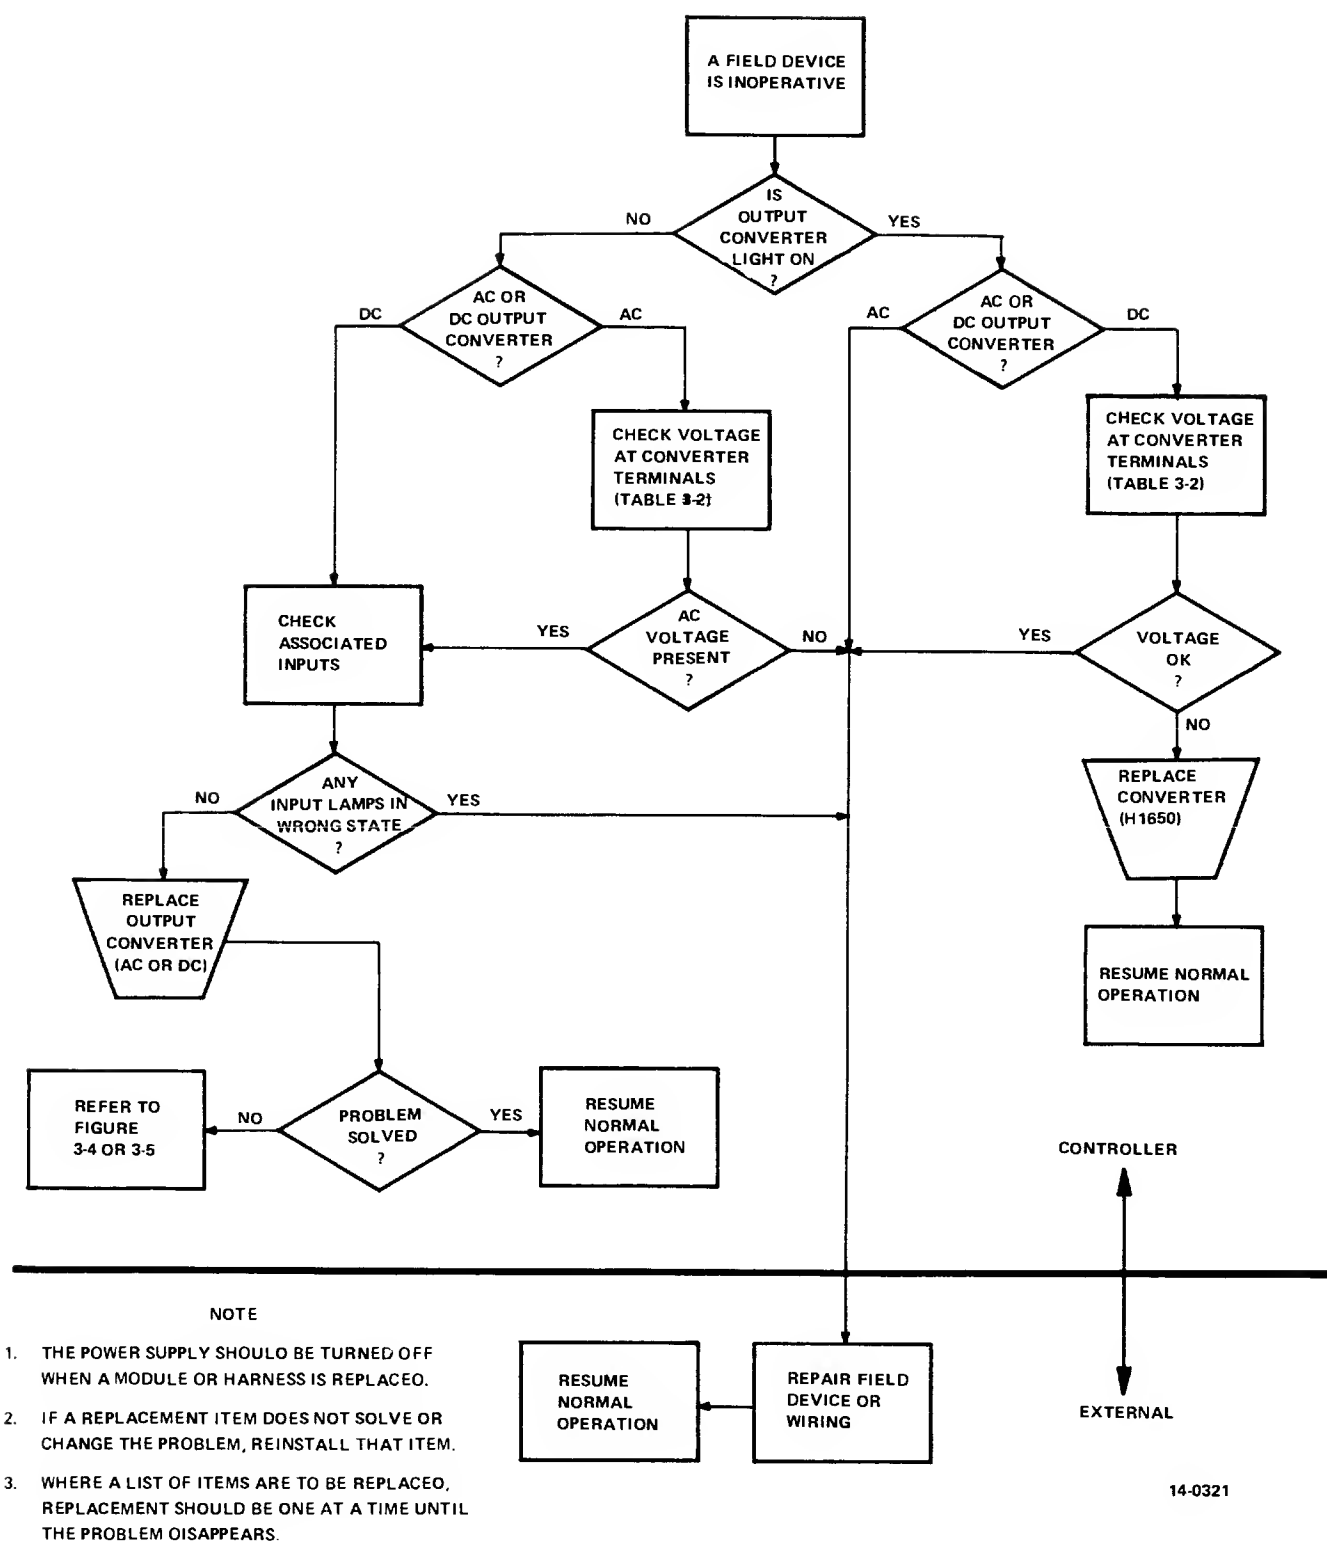 A FIELD DEVICE
IS INOPERATIVE
IS
OUTPUT
CONVERTER
LIGHT ON
?
NO
YES
AC OR
DC OUTPUT
CONVERTER
?
DC
AC
AC OR
DC OUTPUT
CONVERTER
?
AC
DC
CHECK VOLTAGE
AT CONVERTER
TERMINALS
(TABLE 3-2)
CHECK VOLTAGE
AT CONVERTER
TERMINALS
(TABLE 3-2)
CHECK
ASSOCIATED
INPUTS
YES
AC
VOLTAGE
PRESENT
?
NO
YES
VOLTAGE
OK
?
NO
ANY
INPUT LAMPS IN
WRONG STATE
?
NO
YES
REPLACE
CONVERTER
(H1650)
REPLACE
OUTPUT
CONVERTER
(AC OR DC)
RESUME NORMAL
OPERATION
REFER TO
FIGURE
3-4 OR 3-5
NO
PROBLEM
SOLVED
?
YES
RESUME
NORMAL
OPERATION
CONTROLLER
EXTERNAL
NOTE
1. THE POWER SUPPLY SHOULO BE TURNED OFF
WHEN A MODULE OR HARNESS IS REPLACEO.
2. IF A REPLACEMENT ITEM DOES NOT SOLVE OR
CHANGE THE PROBLEM, REINSTALL THAT ITEM.
3. WHERE A LIST OF ITEMS ARE TO BE REPLACEO,
REPLACEMENT SHOULD BE ONE AT A TIME UNTIL
THE PROBLEM OISAPPEARS.
RESUME
NORMAL
OPERATION
REPAIR FIELD
DEVICE OR
WIRING
14-0321